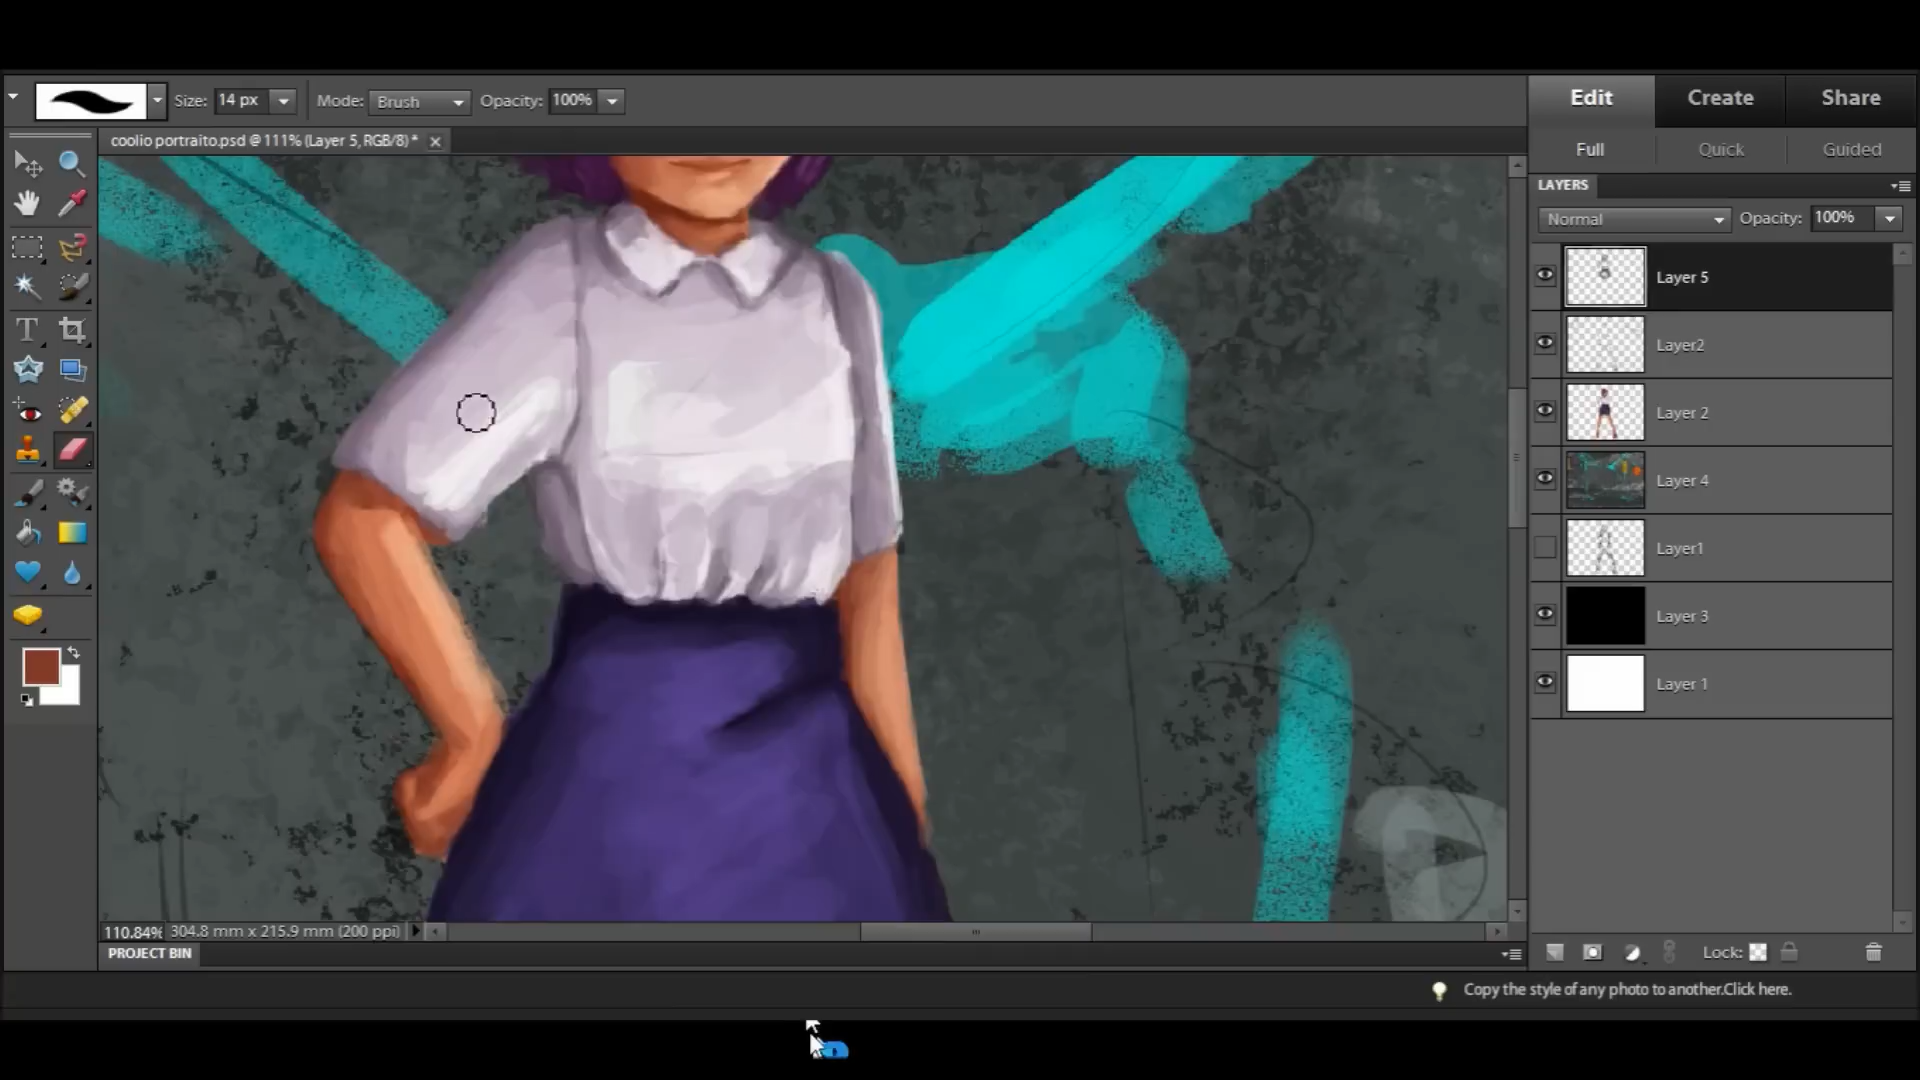 Size: 14 px Mode: Brush Opacity: 100%
Edit Create Share
coolio portraito.psd @ 111% (Layer 5, RGB/8) *
Full Quick Guided
LAYERS
Normal Opacity: 100%
Layer 5
Layer2
Layer 2
Layer 4
Layer1
Layer 3
Layer 1
110.84% 304.8 mm x 215.9 mm (200 ppi)
PROJECT BIN
Lock:
Copy the style of any photo to another.Click here.